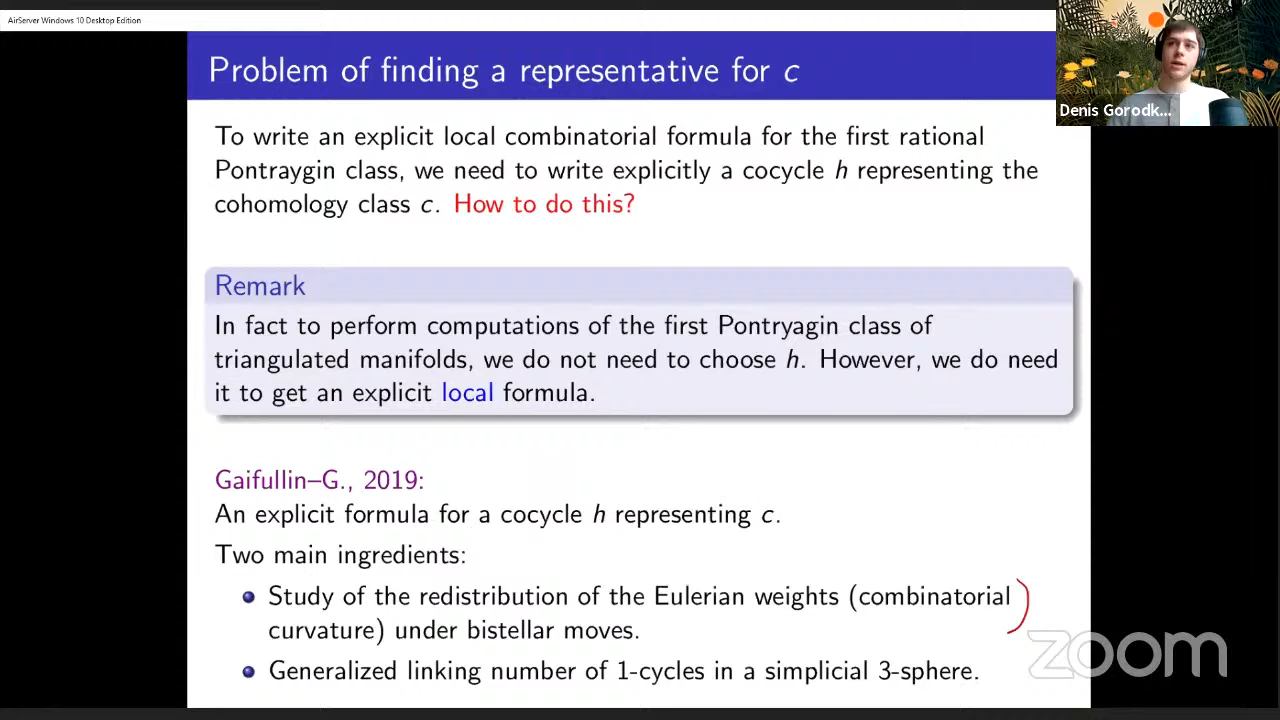 AirServer Windows 10 Desktop Edition
Problem of finding a representative for c
Denis Gorodk...
To write an explicit local combinatorial formula for the first rational
Pontraygin class, we need to write explicitly a cocycle h representing the
cohomology class c. How to do this?
Remark
In fact to perform computations of the first Pontryagin class of
triangulated manifolds, we do not need to choose h. However, we do need
it to get an explicit local formula.
Gaifullin–G., 2019:
An explicit formula for a cocycle h representing c.
Two main ingredients:
Study of the redistribution of the Eulerian weights (combinatorial
curvature) under bistellar moves.
Generalized linking number of 1-cycles in a simplicial 3-sphere.
zoom